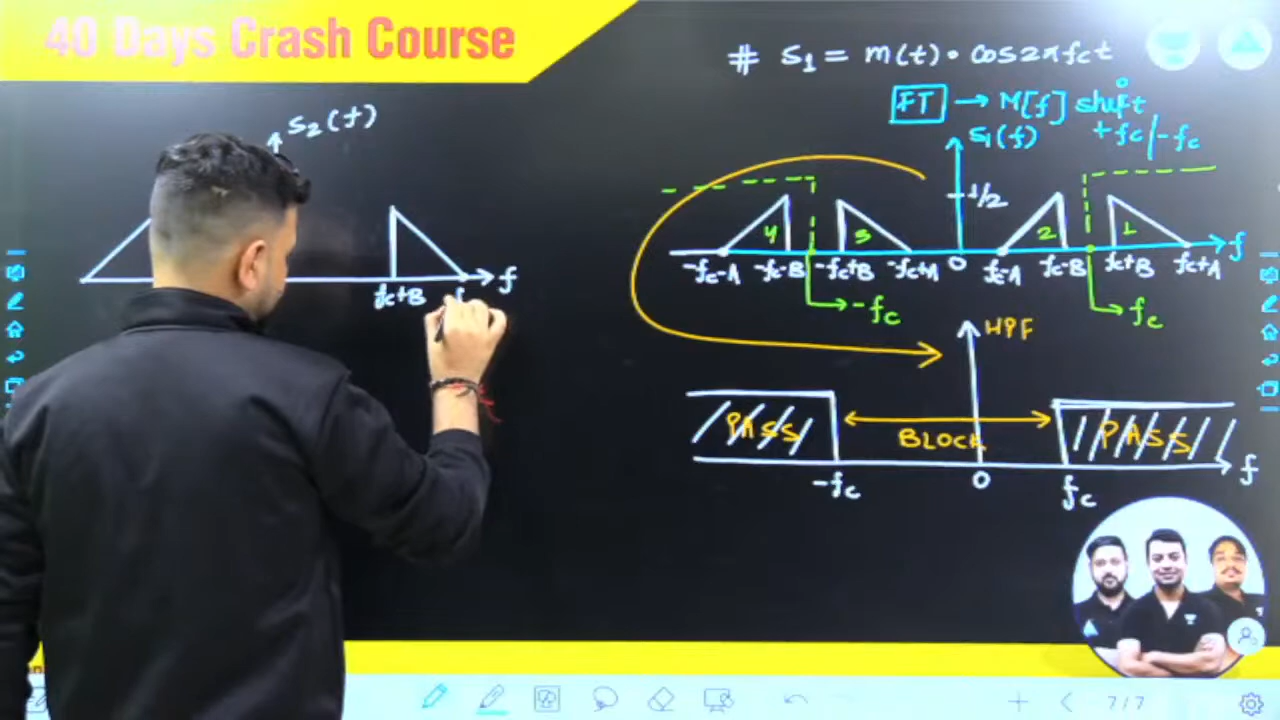 40 Days Crash Course
# S1 = m(t) · cos2πfct
FT → M[f] shift
+fc/-fc
S2(f)
S1(f)
1/2
4 3 2 1
f
-fc-A -fc-B -fc+B -fc+A 0 fc-A fc-B fc+B fc+A
-fc fc
fc+B f
f
HPF
PASS BLOCK PASS
-fc 0 fc
f
7/7